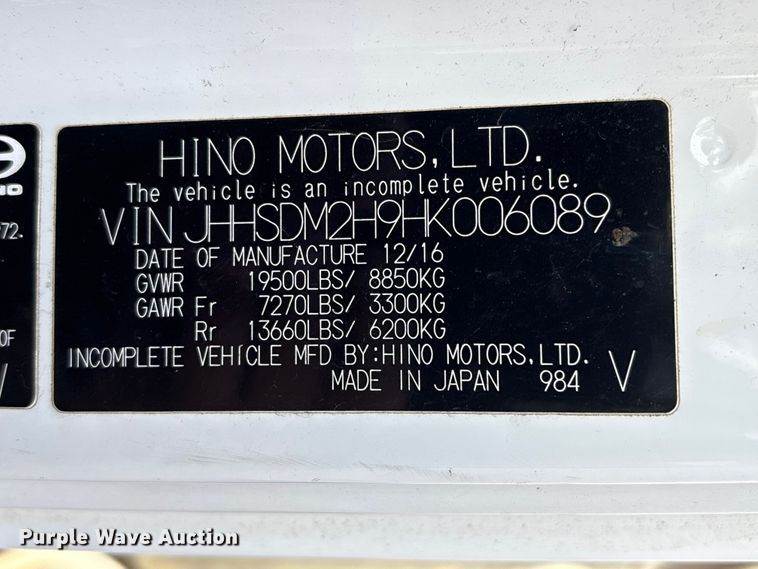 HINO MOTORS, LTD.
The vehicle is an incomplete vehicle.
VIN JHHSDM2H9HK006089
DATE OF MANUFACTURE 12/16
GVWR 19500LBS/ 8850KG
GAWR Fr 7270LBS/ 3300KG
Rr 13660LBS/ 6200KG
INCOMPLETE VEHICLE MFD BY:HINO MOTORS, LTD.
MADE IN JAPAN 984 V
972.
OF
Purple Wave Auction